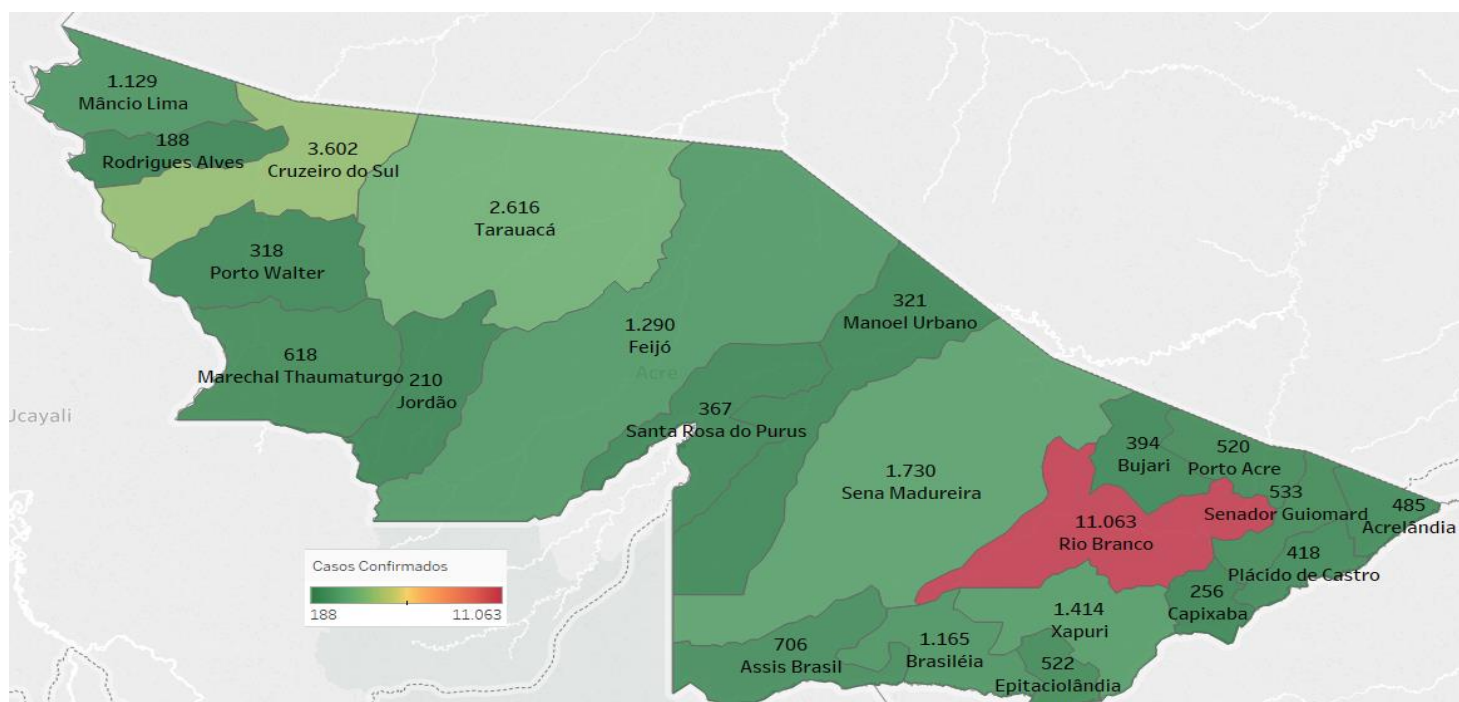 1.129
Mâncio Lima
188
Rodrigues Alves
3.602
Cruzeiro do Sul
2.616
Tarauacá
318
Porto Walter
321
Manoel Urbano
1.290
Feijó
Acre
618
Marechal Thaumaturgo
210
Jordão
367
Santa Rosa do Purus
Ucayali
394
Bujari
520
Porto Acre
1.730
Sena Madureira
533
Senador Guiomard
485
Acrelândia
11.063
Rio Branco
418
Plácido de Castro
256
Capixaba
1.414
Xapuri
706
Assis Brasil
1.165
Brasiléia
522
Epitaciolândia
Casos Confirmados
188 11.063